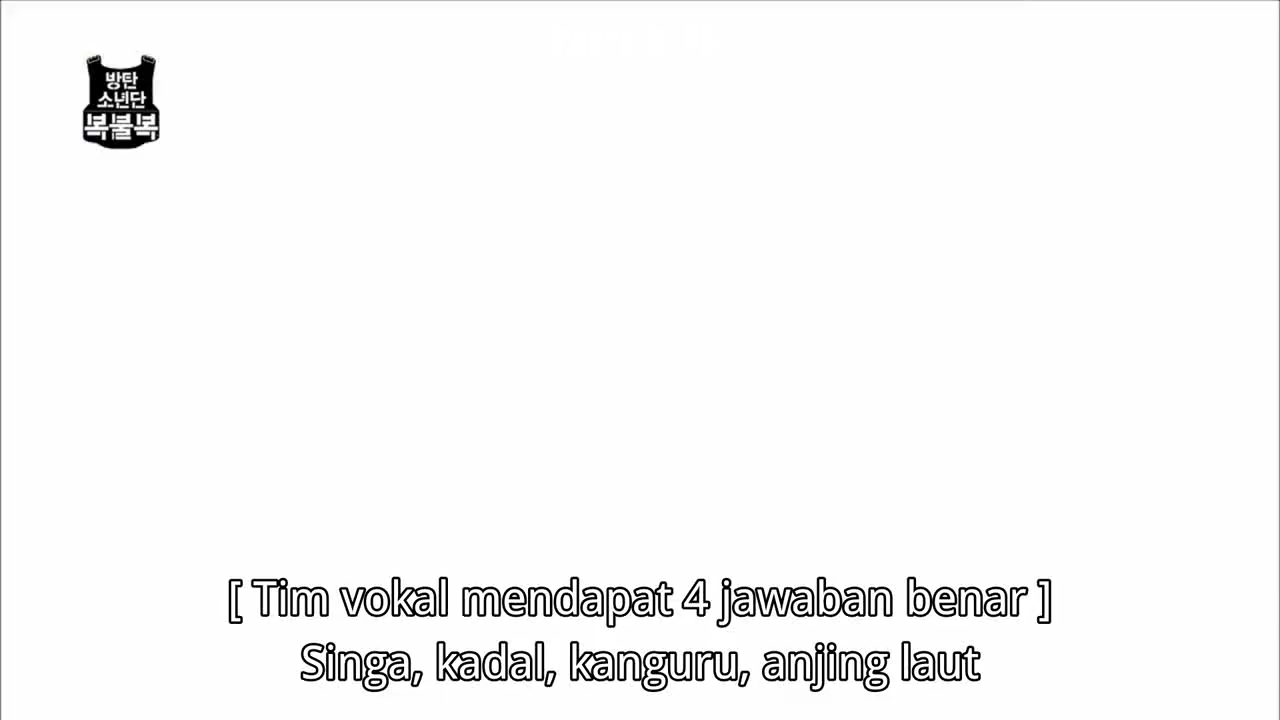 방탄
소년단
복불복
[ Tim vokal mendapat 4 jawaban benar ]
Singa, kadal, kanguru, anjing laut